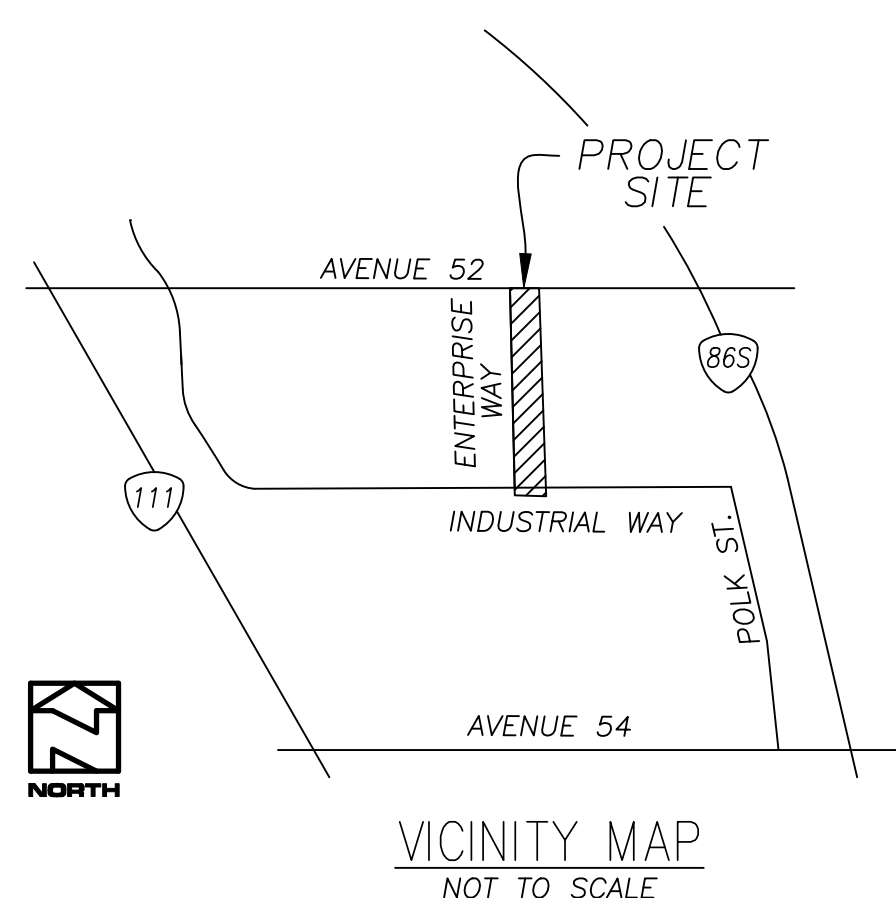 PROJECT
SITE
AVENUE 52
ENTERPRISE
WAY
86S
111
INDUSTRIAL WAY
POLK ST.
AVENUE 54
NORTH
VICINITY MAP
NOT TO SCALE